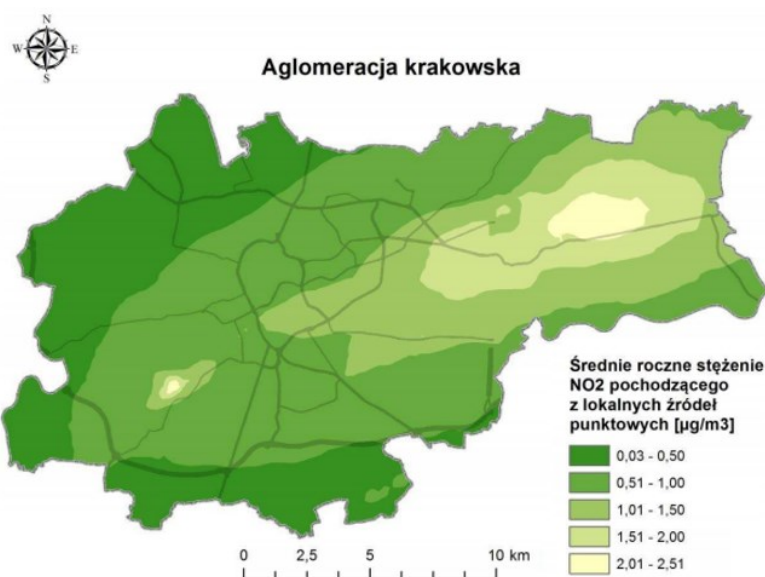 N
W E
S
Aglomeracja krakowska
Średnie roczne stężenie
NO2 pochodzącego
z lokalnych źródeł
punktowych [µg/m3]
0,03 - 0,50
0,51 - 1,00
1,01 - 1,50
1,51 - 2,00
2,01 - 2,51
0 2,5 5 10 km